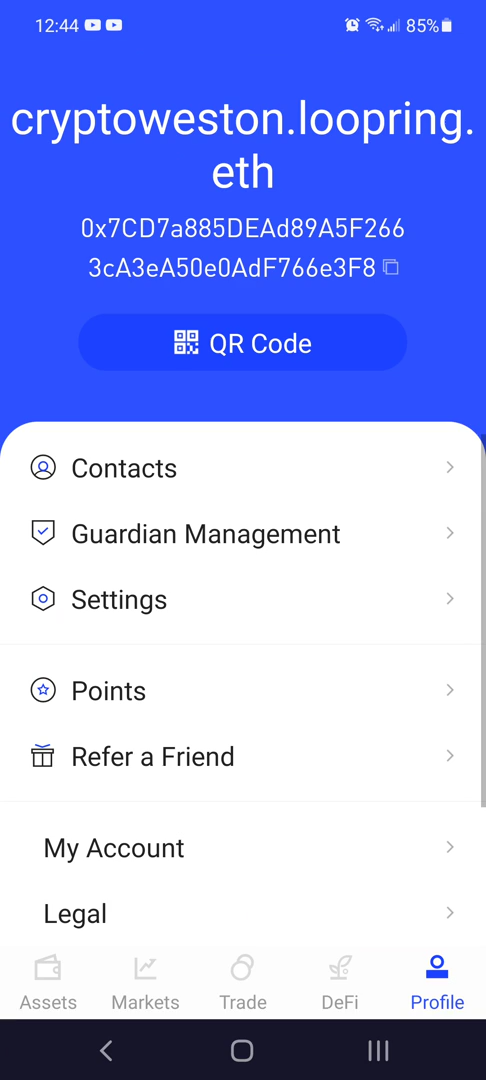 12:44
85%
cryptoweston.loopring.
eth
0x7CD7a885DEAd89A5F266
3cA3eA50e0AdF766e3F8
QR Code
Contacts
Guardian Management
Settings
Points
Refer a Friend
My Account
Legal
Assets Markets Trade DeFi Profile